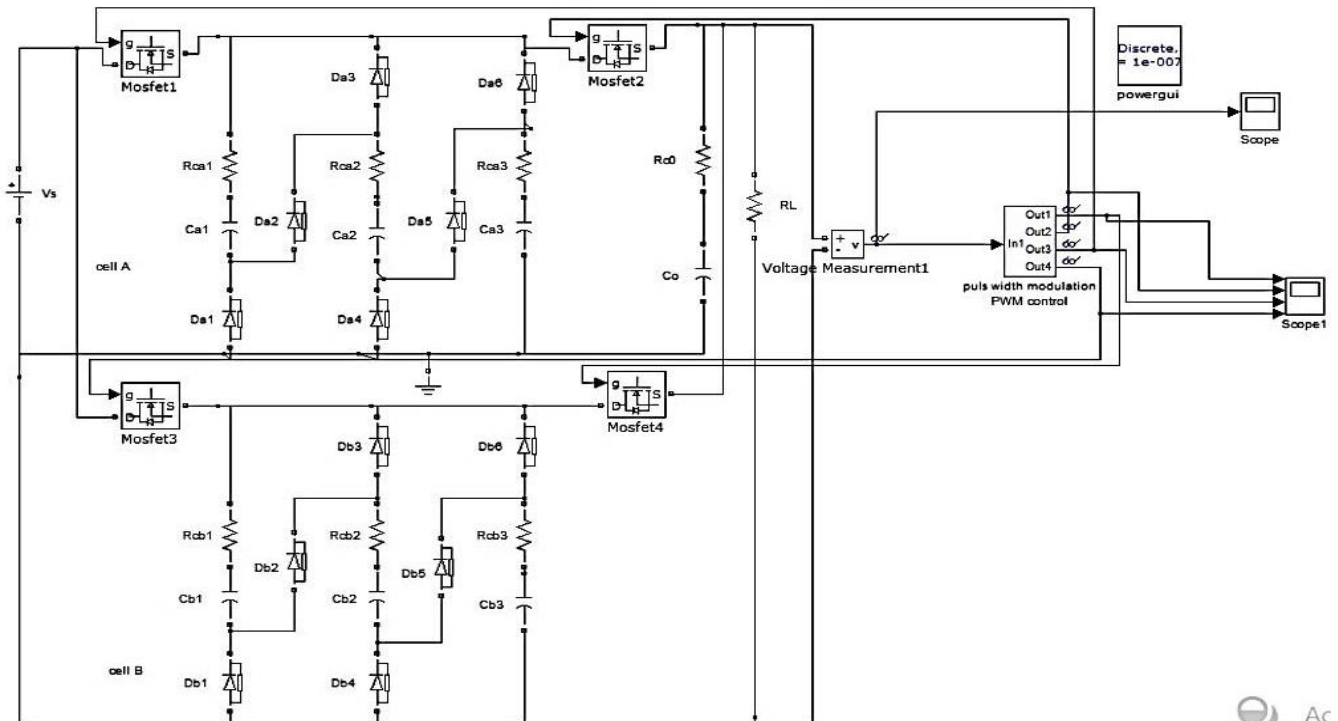 g
D
S
Mosfet1
g
D
S
Mosfet2
Discrete,
= 1e-007
powergui
Scope
Vs
Da3
Da6
Rca1
Rca2
Rca3
Rc0
RL
Da2
Da5
Ca1
Ca2
Ca3
cell A
Co
+
-
v
Voltage Measurement1
In1
Out1
Out2
Out3
Out4
puls width modulation
PWM control
Scope1
Da1
Da4
g
D
S
Mosfet3
g
D
S
Mosfet4
Db3
Db6
Rcb1
Rcb2
Rcb3
Db2
Db5
Cb1
Cb2
Cb3
cell B
Db1
Db4